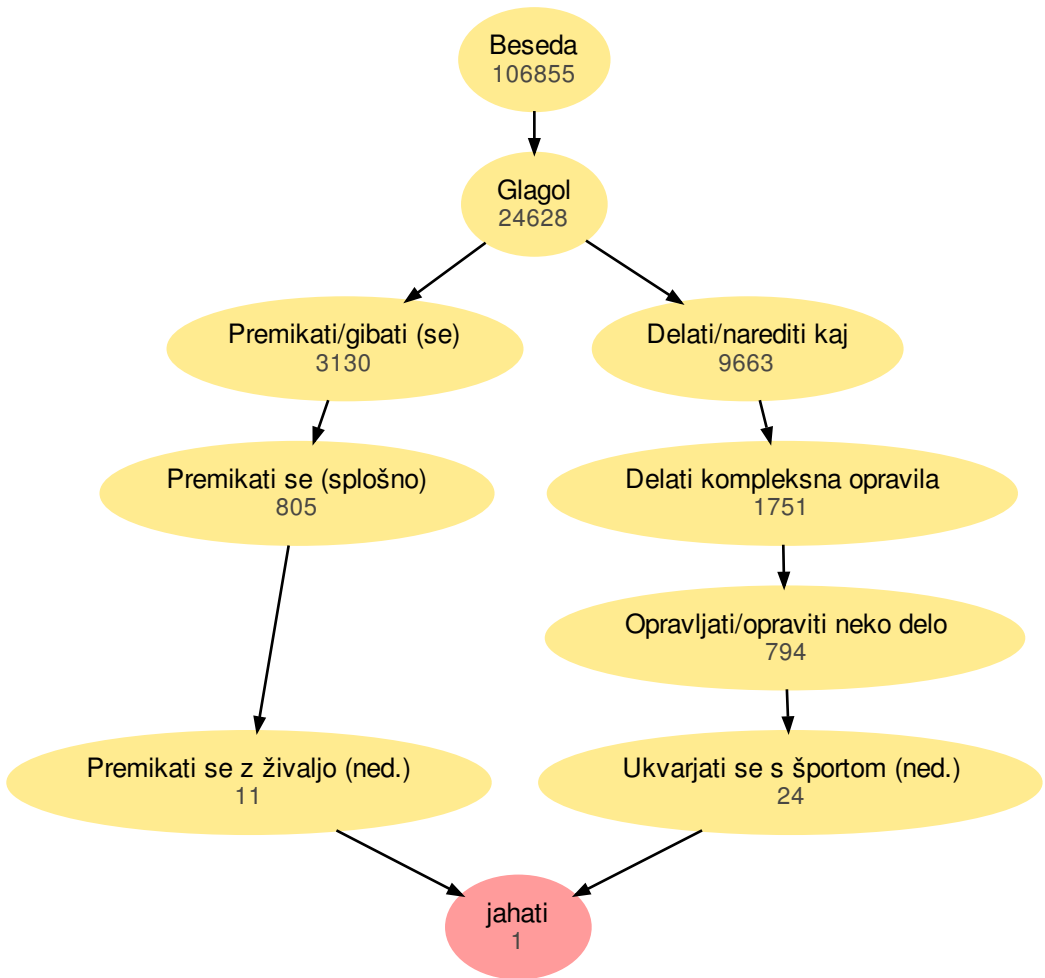 Beseda
106855
Glagol
24628
Premikati/gibati (se)
3130
Delati/narediti kaj
9663
Premikati se (splošno)
805
Delati kompleksna opravila
1751
Opravljati/opraviti neko delo
794
Premikati se z živaljo (ned.)
11
Ukvarjati se s športom (ned.)
24
jahati
1